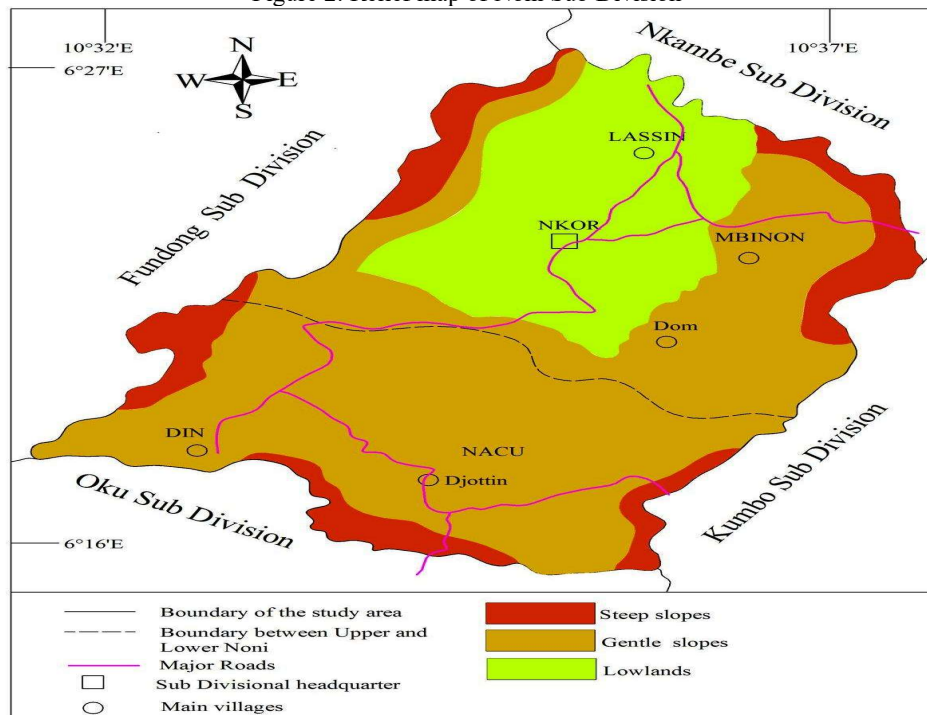 10°32'E
10°37'E
6°27'E
N
W
E
S
Nkambe Sub Division
Fundong Sub Division
LASSIN
NKOR
MBINON
Dom
DIN
NACU
Djottin
Oku Sub Division
Kumbo Sub Division
6°16'E
Boundary of the study area
Boundary between Upper and
Lower Noni
Major Roads
Sub Divisional headquarter
Main villages
Steep slopes
Gentle slopes
Lowlands